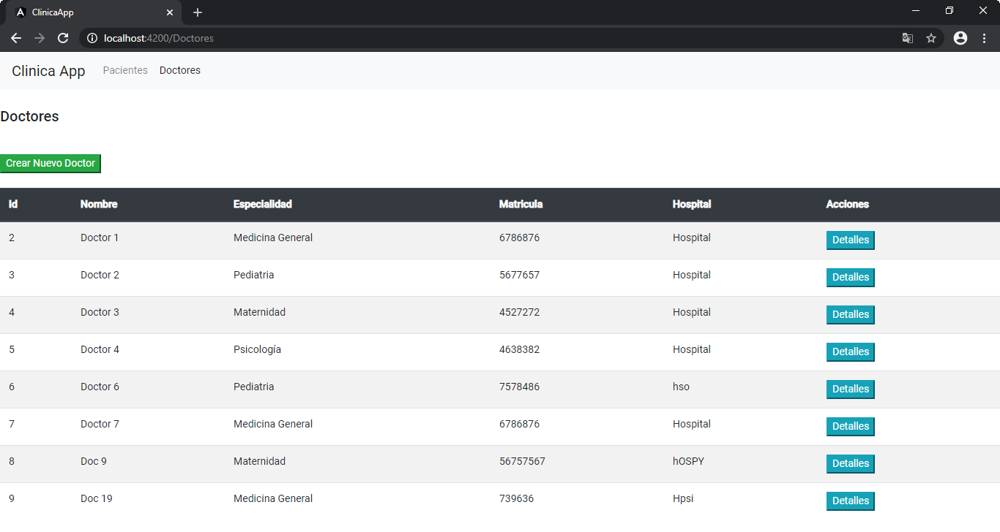 ClinicaApp
localhost:4200/Doctores
Clinica App Pacientes Doctores
Doctores
Crear Nuevo Doctor
Id Nombre Especialidad Matricula Hospital Acciones
2 Doctor 1 Medicina General 6786876 Hospital Detalles
3 Doctor 2 Pediatria 5677657 Hospital Detalles
4 Doctor 3 Maternidad 4527272 Hospital Detalles
5 Doctor 4 Psicología 4638382 Hospital Detalles
6 Doctor 6 Pediatria 7578486 hso Detalles
7 Doctor 7 Medicina General 6786876 Hospital Detalles
8 Doc 9 Maternidad 56757567 hOSPY Detalles
9 Doc 19 Medicina General 739636 Hpsi Detalles